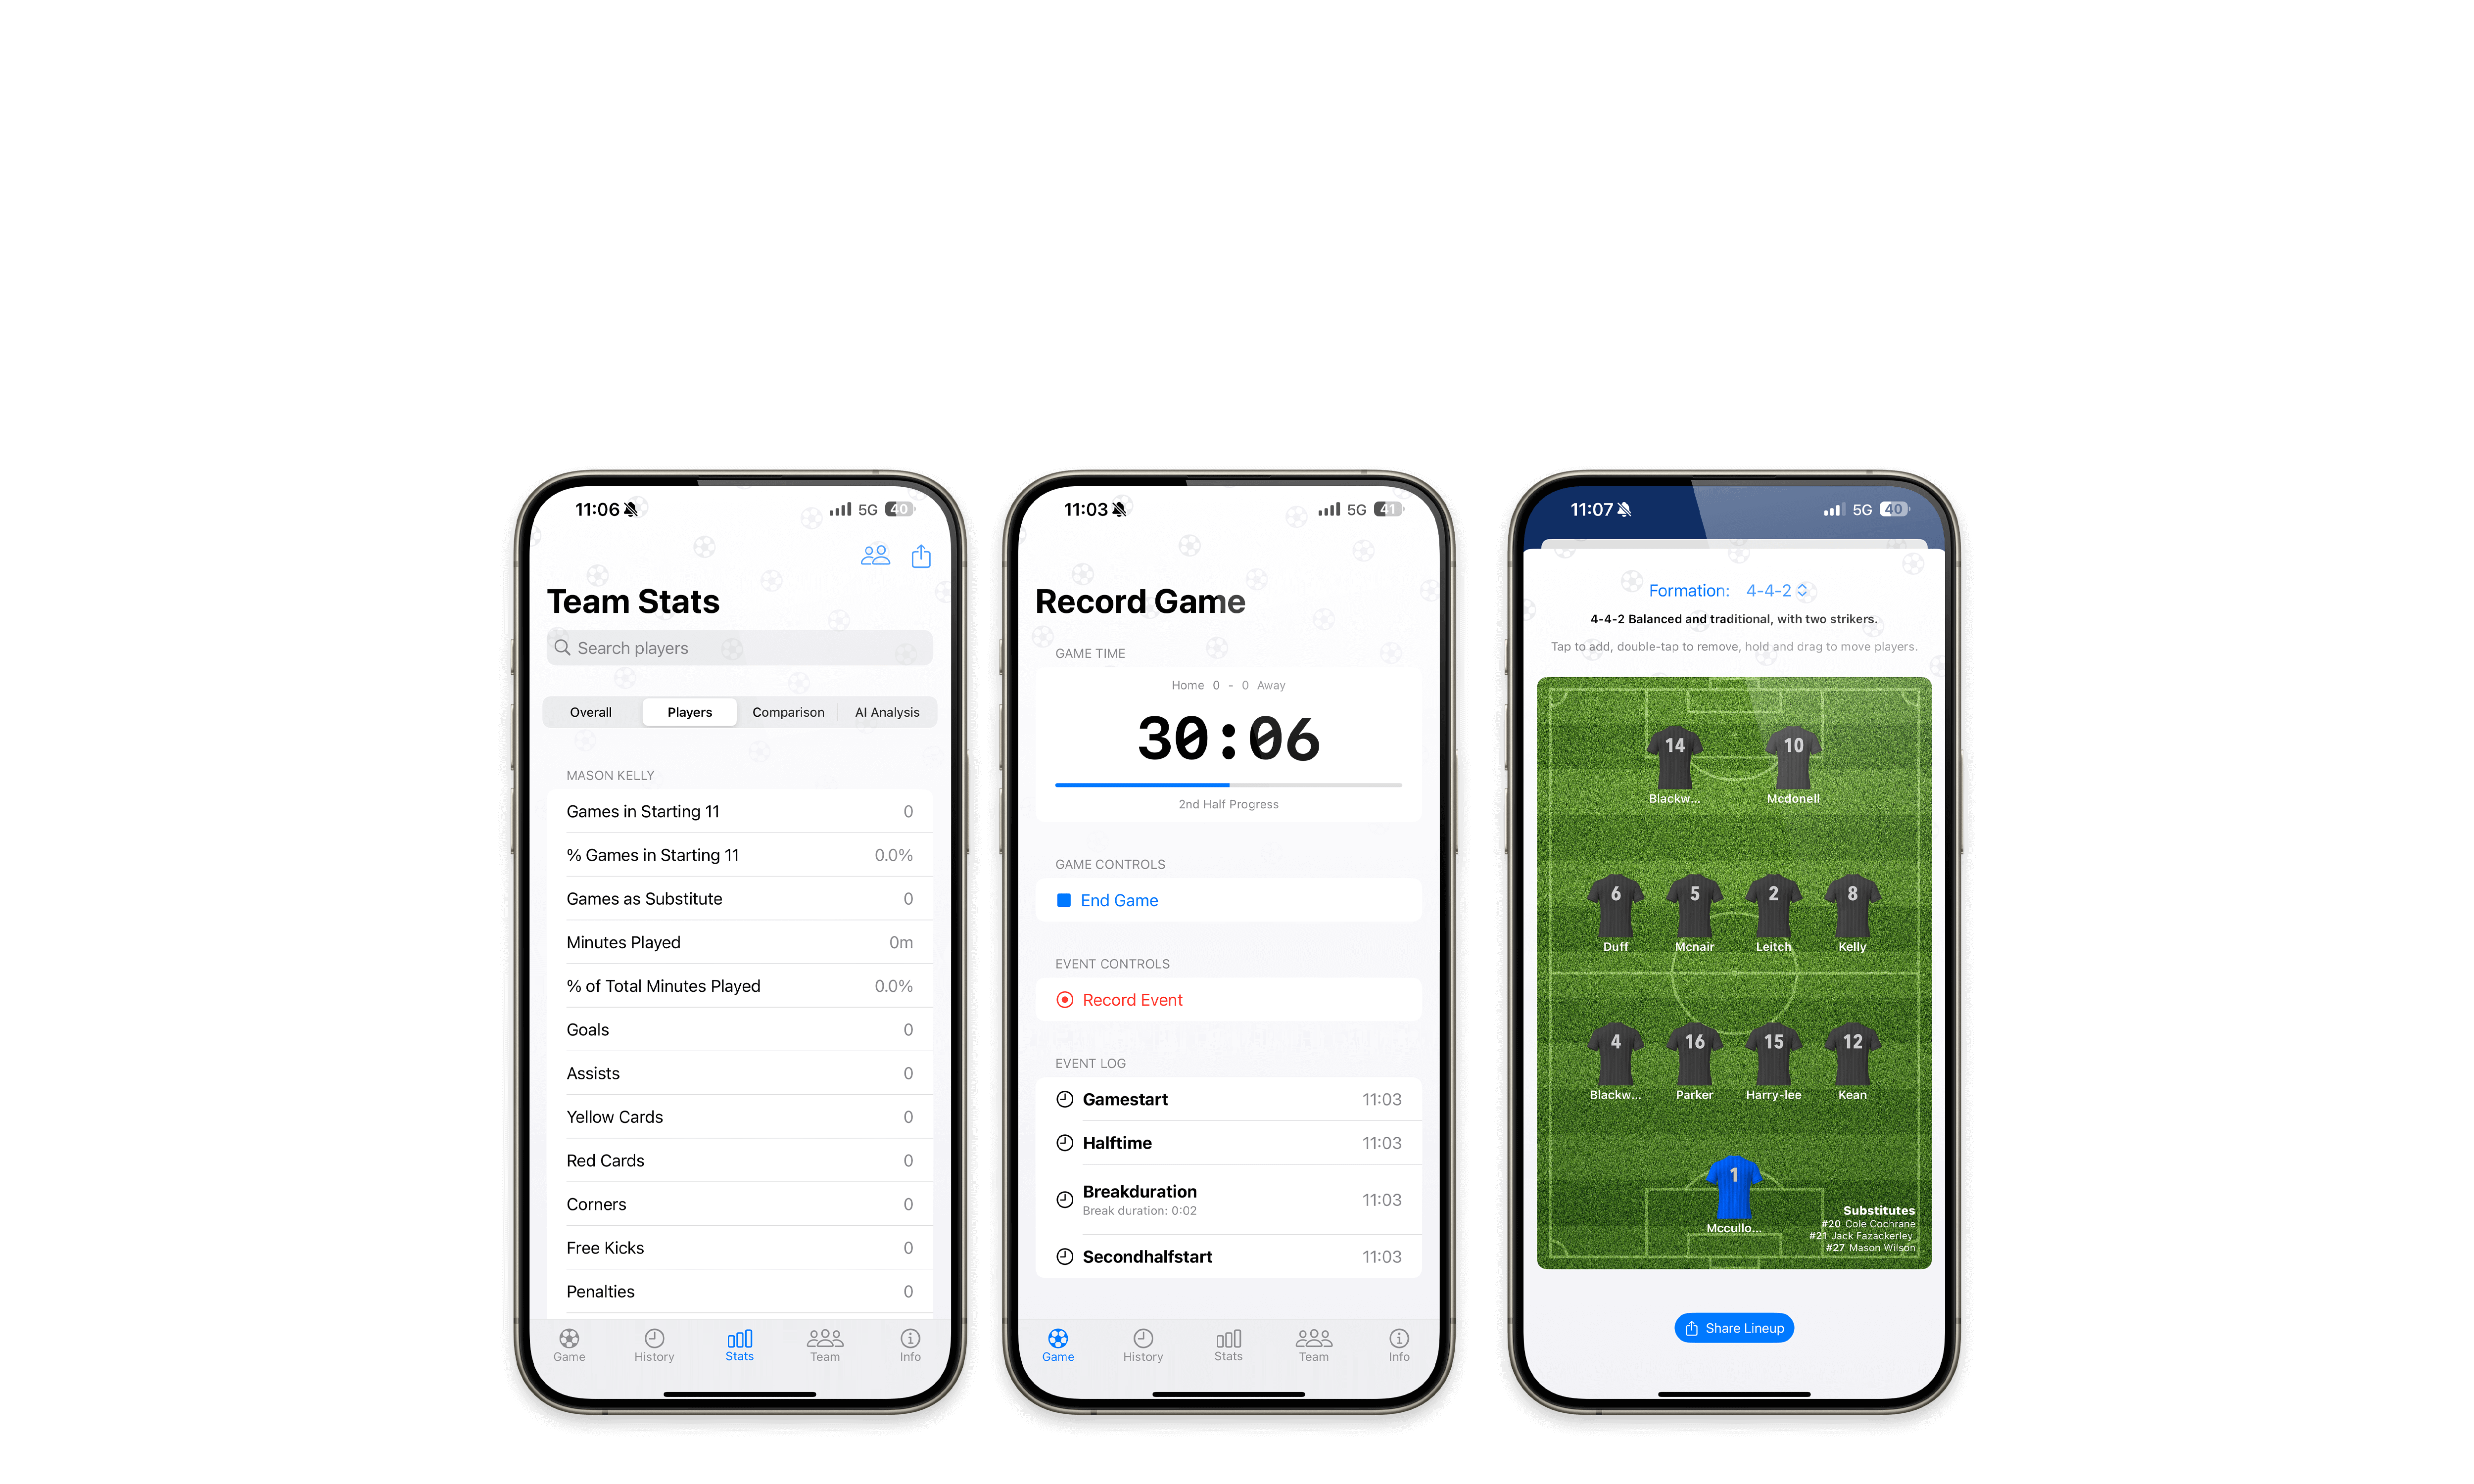 11:06
5G 40
Team Stats
Search players
Overall Players Comparison AI Analysis
MASON KELLY
Games in Starting 11 0
% Games in Starting 11 0.0%
Games as Substitute 0
Minutes Played 0m
% of Total Minutes Played 0.0%
Goals 0
Assists 0
Yellow Cards 0
Red Cards 0
Corners 0
Free Kicks 0
Penalties 0
Game History Stats Team Info
11:03
5G 41
Record Game
GAME TIME
Home 0 - 0 Away
30:06
2nd Half Progress
GAME CONTROLS
End Game
EVENT CONTROLS
Record Event
EVENT LOG
Gamestart 11:03
Halftime 11:03
Breakduration 11:03
Break duration: 0:02
Secondhalfstart 11:03
Game History Stats Team Info
11:07
5G 40
Formation: 4-4-2
4-4-2 Balanced and traditional, with two strikers.
Tap to add, double-tap to remove, hold and drag to move players.
14 10
Blackw... Mcdonell
6 5 2 8
Duff Mcnair Leitch Kelly
4 16 15 12
Blackw... Parker Harry-lee Kean
1
Mccullo...
Substitutes
#20 Cole Cochrane
#21 Jack Fazackerley
#27 Mason Wilson
Share Lineup